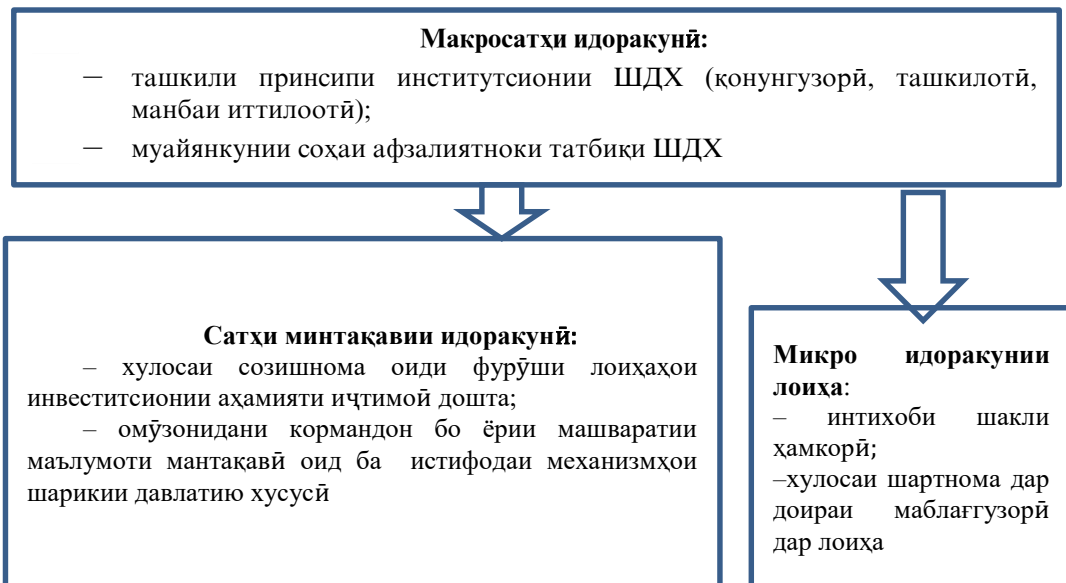 Макросатҳи идоракунӣ:
— ташкили принсипи институтсионии ШДХ (қонунгузорӣ, ташкилотӣ,
манбаи иттилоотӣ);
— муайянкунии соҳаи афзалиятноки татбиқи ШДХ
Сатҳи минтақавии идоракунӣ:
– хулосаи созишнома оиди фурӯши лоиҳаҳои
инвеститсионии аҳамияти иҷтимоӣ дошта;
– омӯзонидани кормандон бо ёрии машваратии
маълумоти мантақавӣ оид ба истифодаи механизмҳои
шарикии давлатию хусусӣ
Микро идоракунии
лоиҳа:
– интихоби шакли
ҳамкорӣ;
–хулосаи шартнома дар
доираи маблағгузорӣ
дар лоиҳа